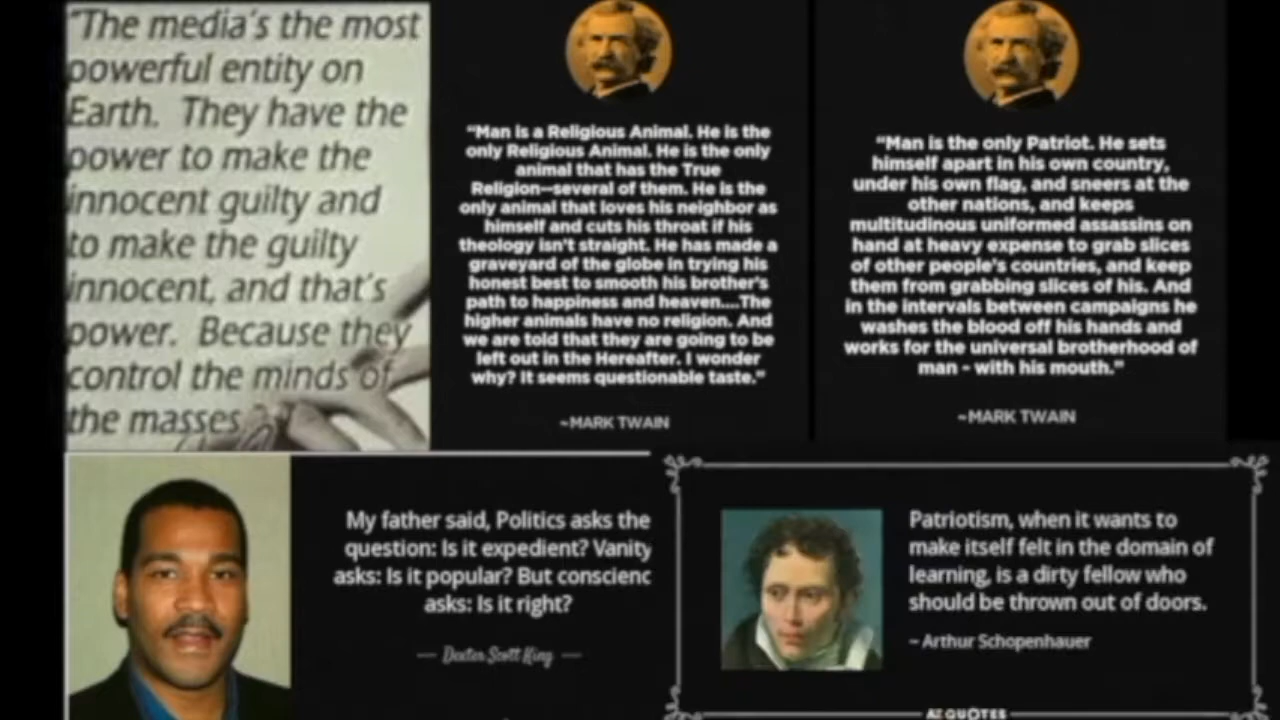 "The media's the most
powerful entity on
Earth. They have the
power to make the
innocent guilty and
to make the guilty
innocent, and that's
power. Because they
control the minds of
the masses
"Man is a Religious Animal. He is the
only Religious Animal. He is the only
animal that has the True
Religion—several of them. He is the
only animal that loves his neighbor as
himself and cuts his throat if his
theology isn't straight. He has made a
graveyard of the globe in trying his
honest best to smooth his brother's
path to happiness and heaven....The
higher animals have no religion. And
we are told that they are going to be
left out in the Hereafter. I wonder
why? It seems questionable taste."
~MARK TWAIN
"Man is the only Patriot. He sets
himself apart in his own country,
under his own flag, and sneers at the
other nations, and keeps
multitudinous uniformed assassins on
hand at heavy expense to grab slices
of other people's countries, and keep
them from grabbing slices of his. And
in the intervals between campaigns he
washes the blood off his hands and
works for the universal brotherhood of
man - with his mouth."
~MARK TWAIN
My father said, Politics asks the
question: Is it expedient? Vanity
asks: Is it popular? But conscienc
asks: Is it right?
— Dexter Scott King —
Patriotism, when it wants to
make itself felt in the domain of
learning, is a dirty fellow who
should be thrown out of doors.
~ Arthur Schopenhauer
AZ QUOTES